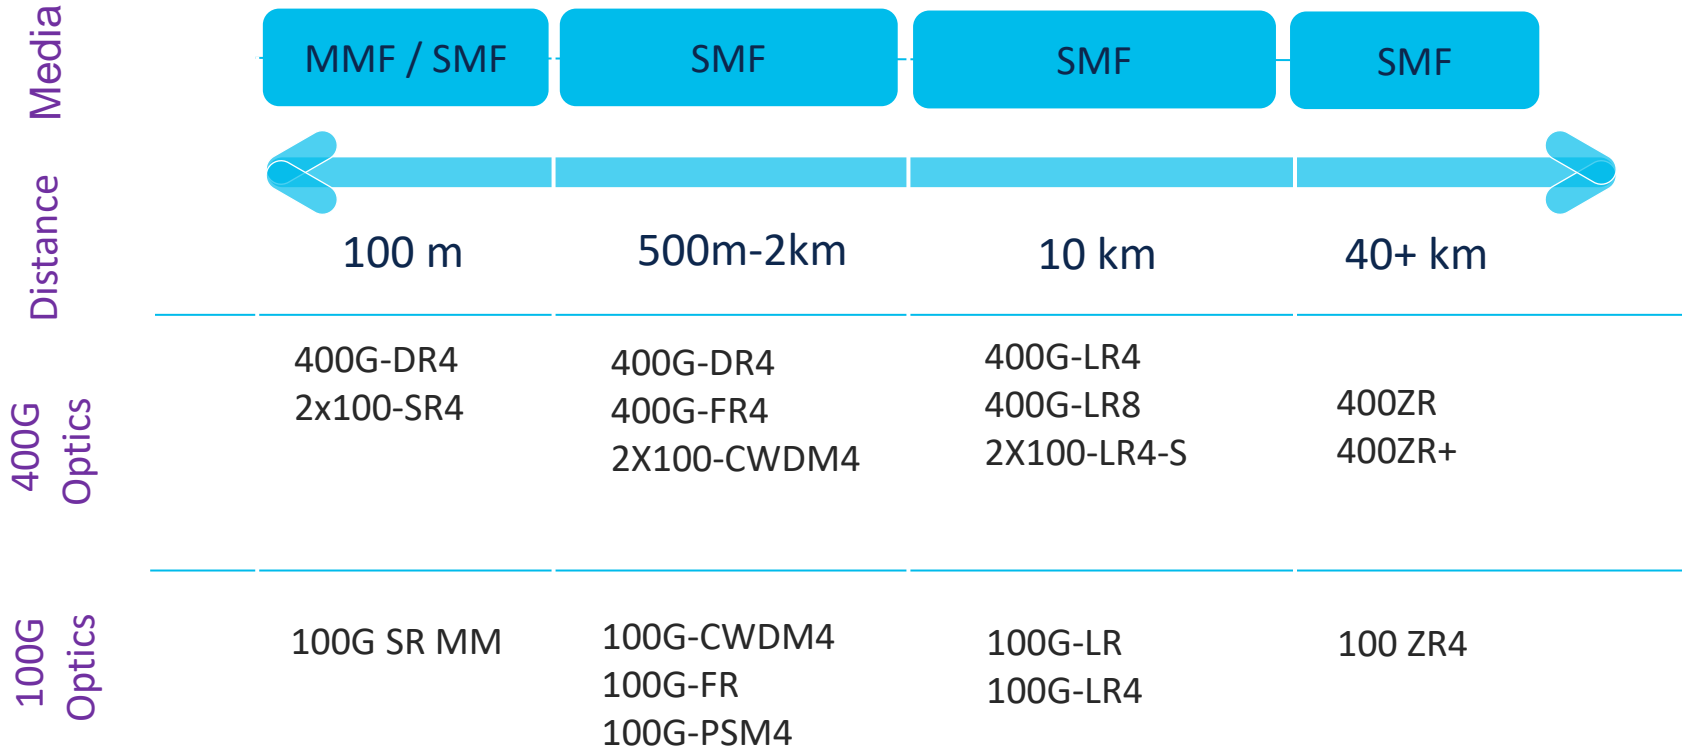 Media
MMF / SMF
SMF
SMF
SMF
Distance
100 m
500m-2km
10 km
40+ km
400G
Optics
400G-DR4
2x100-SR4
400G-DR4
400G-FR4
2X100-CWDM4
400G-LR4
400G-LR8
2X100-LR4-S
400ZR
400ZR+
100G
Optics
100G SR MM
100G-CWDM4
100G-FR
100G-PSM4
100G-LR
100G-LR4
100 ZR4